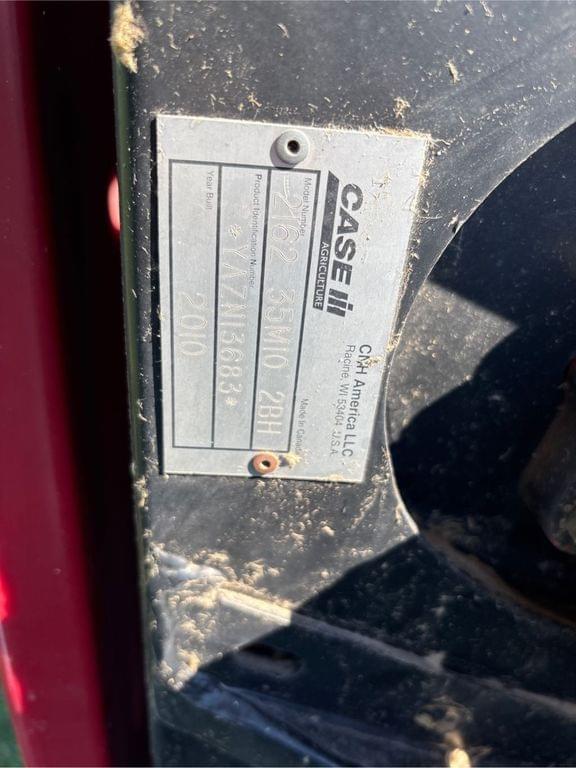 CASE IH
AGRICULTURE
CNH America LLC
Racine, WI 53404 U.S.A.
Model Number
Made in Canada
2162 35M10 2BH
Product Identification Number
*YAZN13683*
Year Built
2010